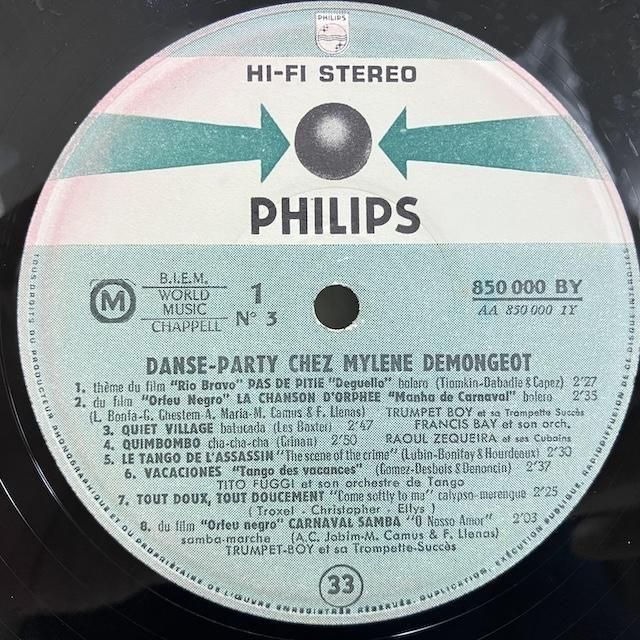 PHILIPS
HI-FI STEREO
PHILIPS
M
B.I.E.M.
WORLD
MUSIC
CHAPPELL
1
N° 3
850 000 BY
AA 850 000 1Y
DANSE-PARTY CHEZ MYLENE DEMONGEOT
1. thème du film "Rio Bravo" PAS DE PITIE "Deguello" bolero (Tiomkin-Dabadie & Capez) 2'27
2. du film "Orfeu Negro" LA CHANSON D'ORPHEE "Manha de Carnaval" bolero 2'35
(L. Bonfa-G. Chestem-A. Maria-M. Camus & F. Llenas) TRUMPET BOY et sa Trompette Succès
3. QUIET VILLAGE batucada (Les Baxter) 2'47 FRANCIS BAY et son orch.
4. QUIMBOMBO cha-cha-cha (Grinan) 2'50 RAOUL ZEQUEIRA et ses Cubains
5. LE TANGO DE L'ASSASSIN "The scene of the crime" (Lubin-Bonifay & Hourdeaux) 2'30
6. VACACIONES "Tango des vacances" (Gomez-Desbois & Denoncin) 2'37
TITO FUGGI et son orchestre de Tango
7. TOUT DOUX, TOUT DOUCEMENT "Come softly to me" calypso-merengue 2'25
(Troxel - Christopher - Ellys)
8. du film "Orfeu negro" CARNAVAL SAMBA "O Nosso Amor" 2'03
samba-marche (A.C. Jobim-M. Camus & F. Llenas)
TRUMPET-BOY et sa Trompette-Succès
33
TOUS DROITS DU PRODUCTEUR PHONOGRAPHIQUE ET DU PROPRIETAIRE DE L'ŒUVRE ENREGISTRÉE RÉSERVÉS. DUPLICATION, EXÉCUTION PUBLIQUE, RADIODIFFUSION DE CE DISQUE INTERDITES